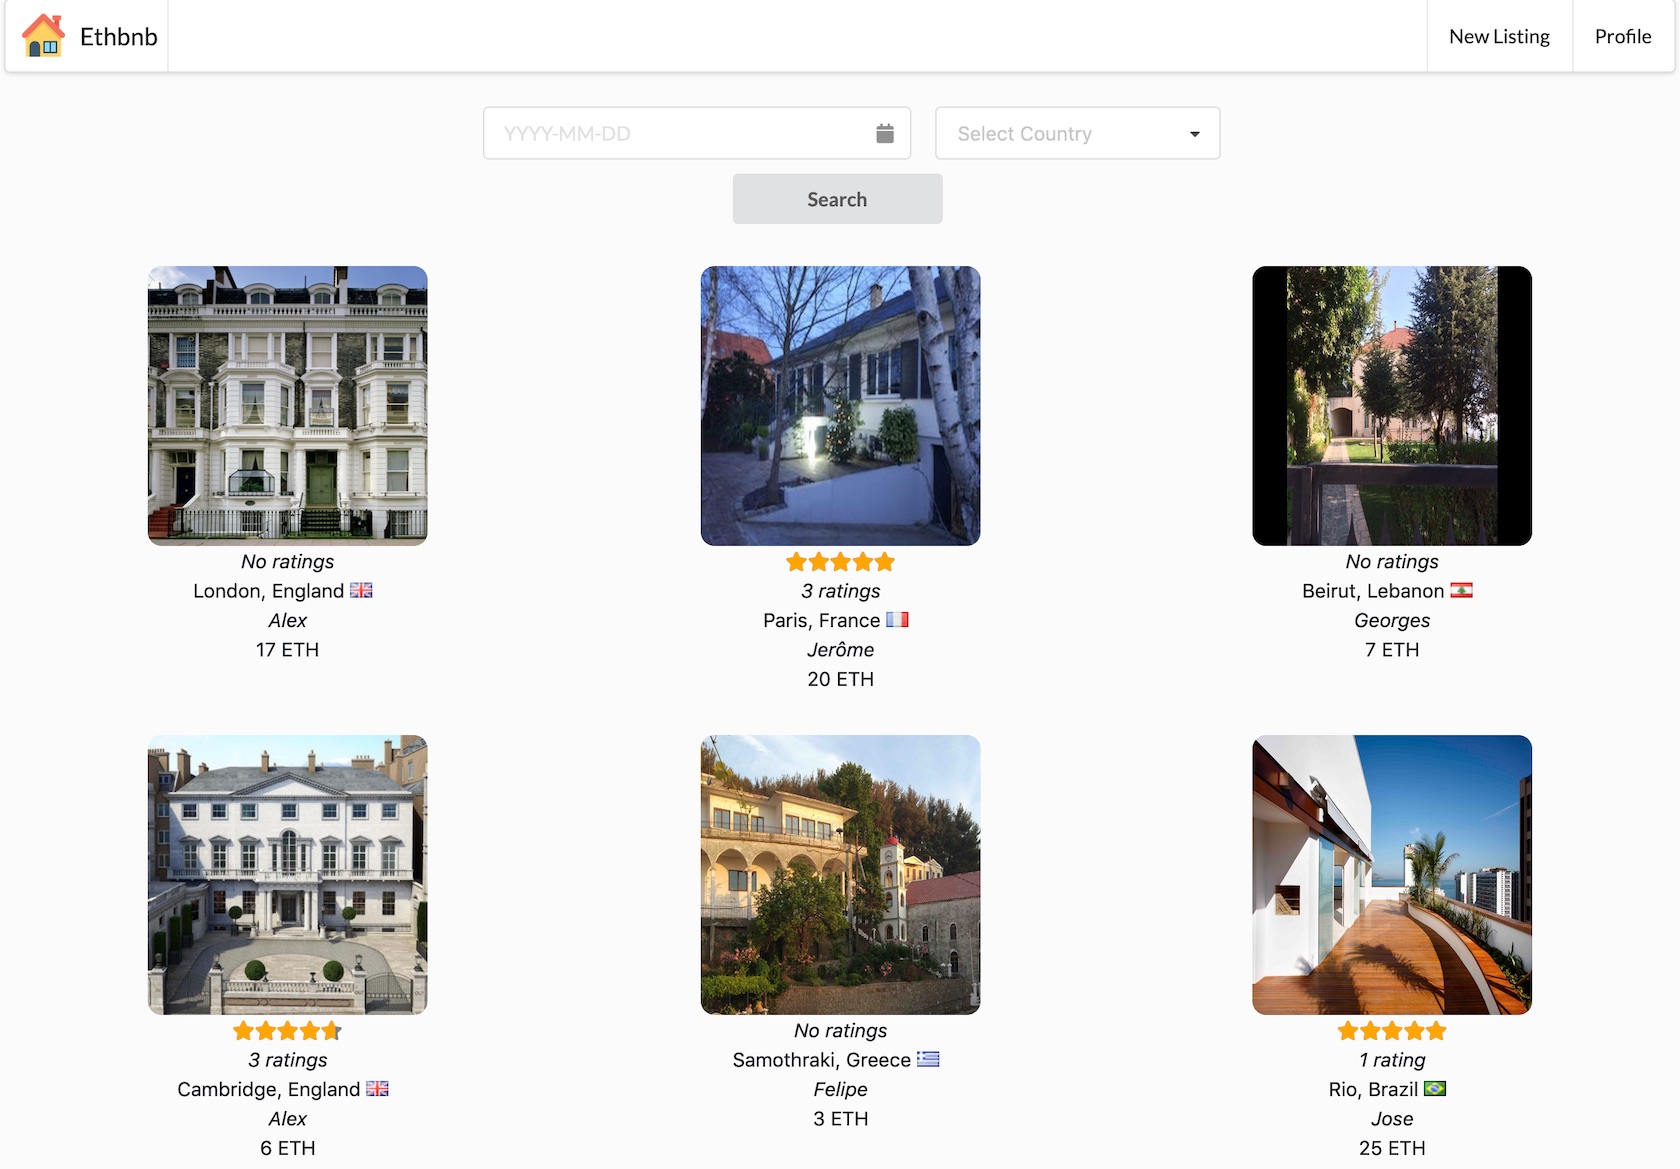 Ethbnb
New Listing
Profile
YYYY-MM-DD
Select Country
Search
No ratings
London, England
Alex
17 ETH
3 ratings
Paris, France
Jerôme
20 ETH
No ratings
Beirut, Lebanon
Georges
7 ETH
3 ratings
Cambridge, England
Alex
6 ETH
No ratings
Samothraki, Greece
Felipe
3 ETH
1 rating
Rio, Brazil
Jose
25 ETH